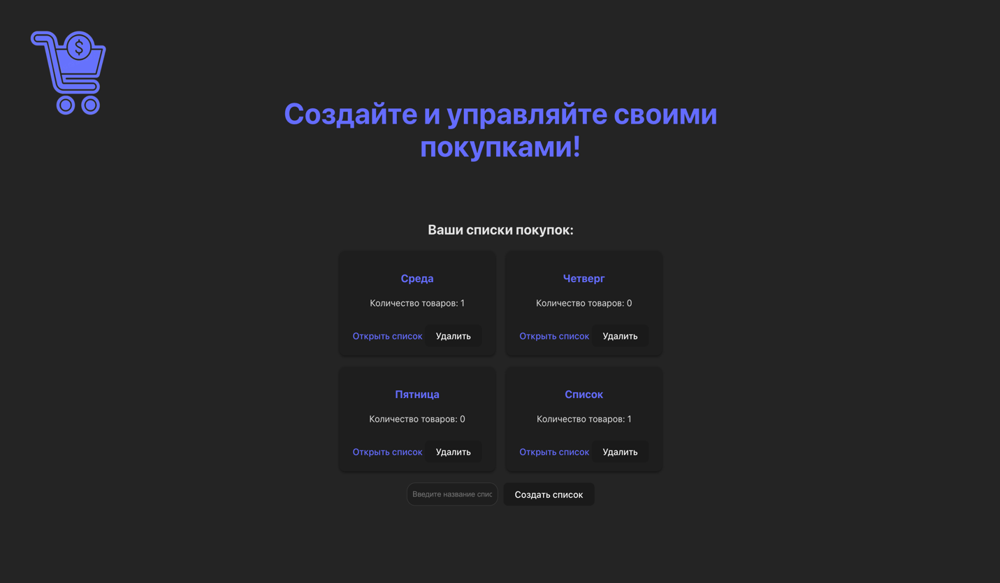 $
Создайте и управляйте своими
покупками!
Ваши списки покупок:
Среда
Количество товаров: 1
Открыть список Удалить
Четверг
Количество товаров: 0
Открыть список Удалить
Пятница
Количество товаров: 0
Открыть список Удалить
Список
Количество товаров: 1
Открыть список Удалить
Введите название спис Создать список